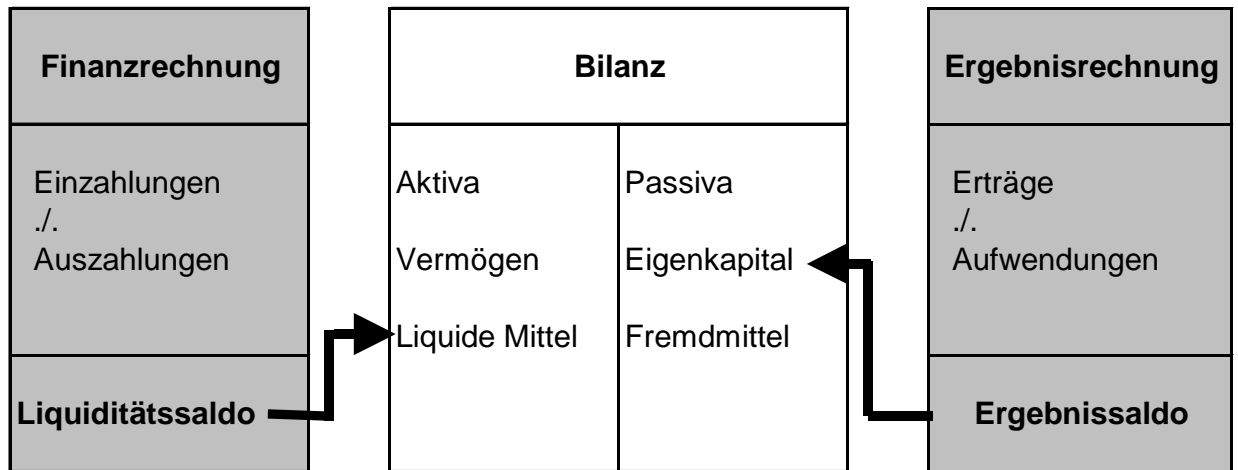 Finanzrechnung
Einzahlungen
./.
Auszahlungen
Liquiditätssaldo
Bilanz
Aktiva
Vermögen
Liquide Mittel
Passiva
Eigenkapital
Fremdmittel
Ergebnisrechnung
Erträge
./.
Aufwendungen
Ergebnissaldo